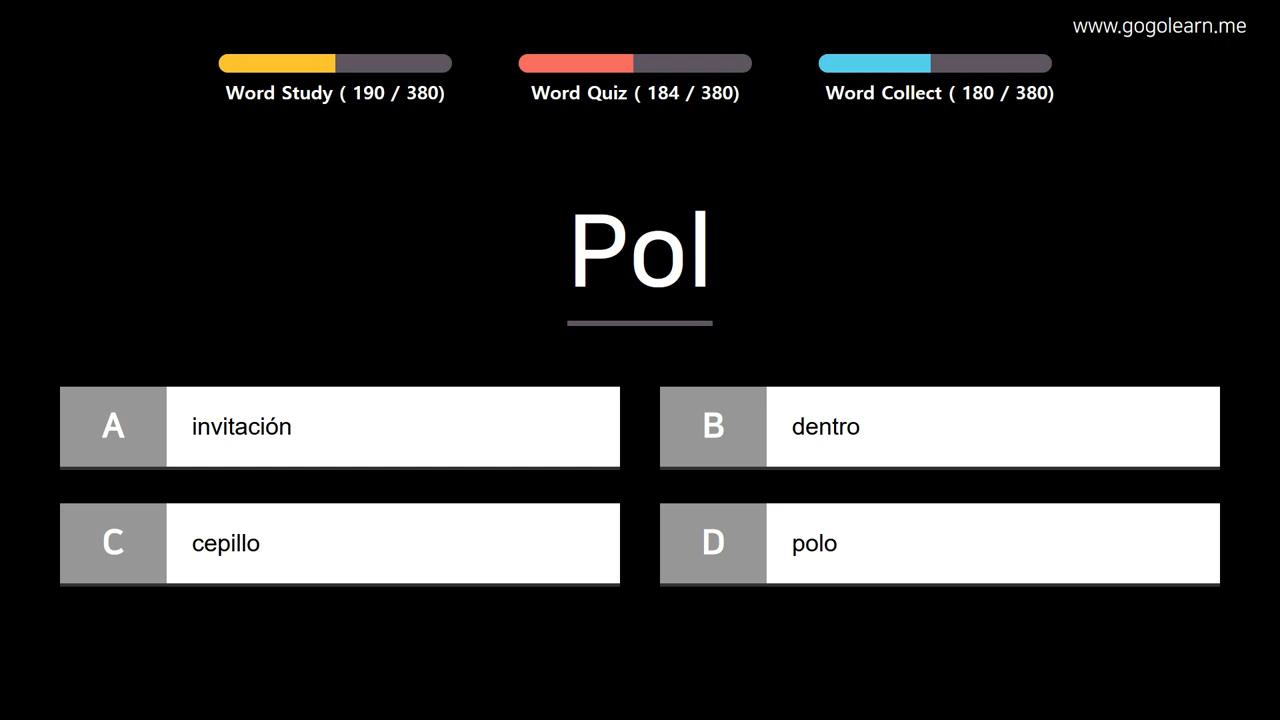 www.gogolearn.me
Word Study ( 190 / 380)
Word Quiz ( 184 / 380)
Word Collect ( 180 / 380)
Pol
A invitación
B dentro
C cepillo
D polo